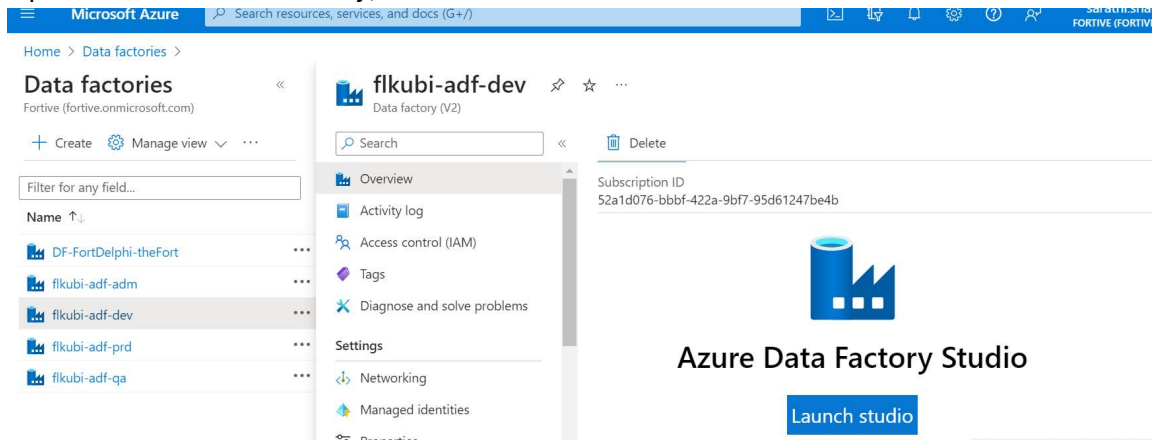 Microsoft Azure
Search resources, services, and docs (G+/)
FORTIVE (FORTIVE
Home > Data factories >
Data factories
Fortive (fortive.onmicrosoft.com)
+ Create
Manage view
Filter for any field...
Name ↑↓
DF-FortDelphi-theFort
flkubi-adf-adm
flkubi-adf-dev
flkubi-adf-prd
flkubi-adf-qa
flkubi-adf-dev
Data factory (V2)
Search
Overview
Activity log
Access control (IAM)
Tags
Diagnose and solve problems
Settings
Networking
Managed identities
Delete
Subscription ID
52a1d076-bbbf-422a-9bf7-95d61247be4b
Azure Data Factory Studio
Launch studio